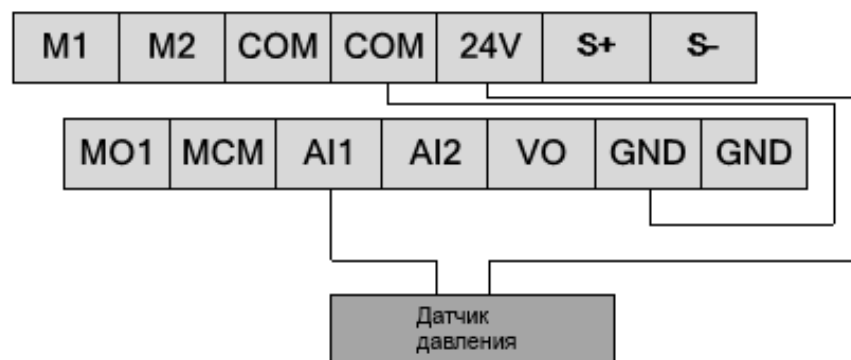 M1 M2 COM COM 24V S+ S-
MO1 MCM AI1 AI2 VO GND GND
Датчик
давления